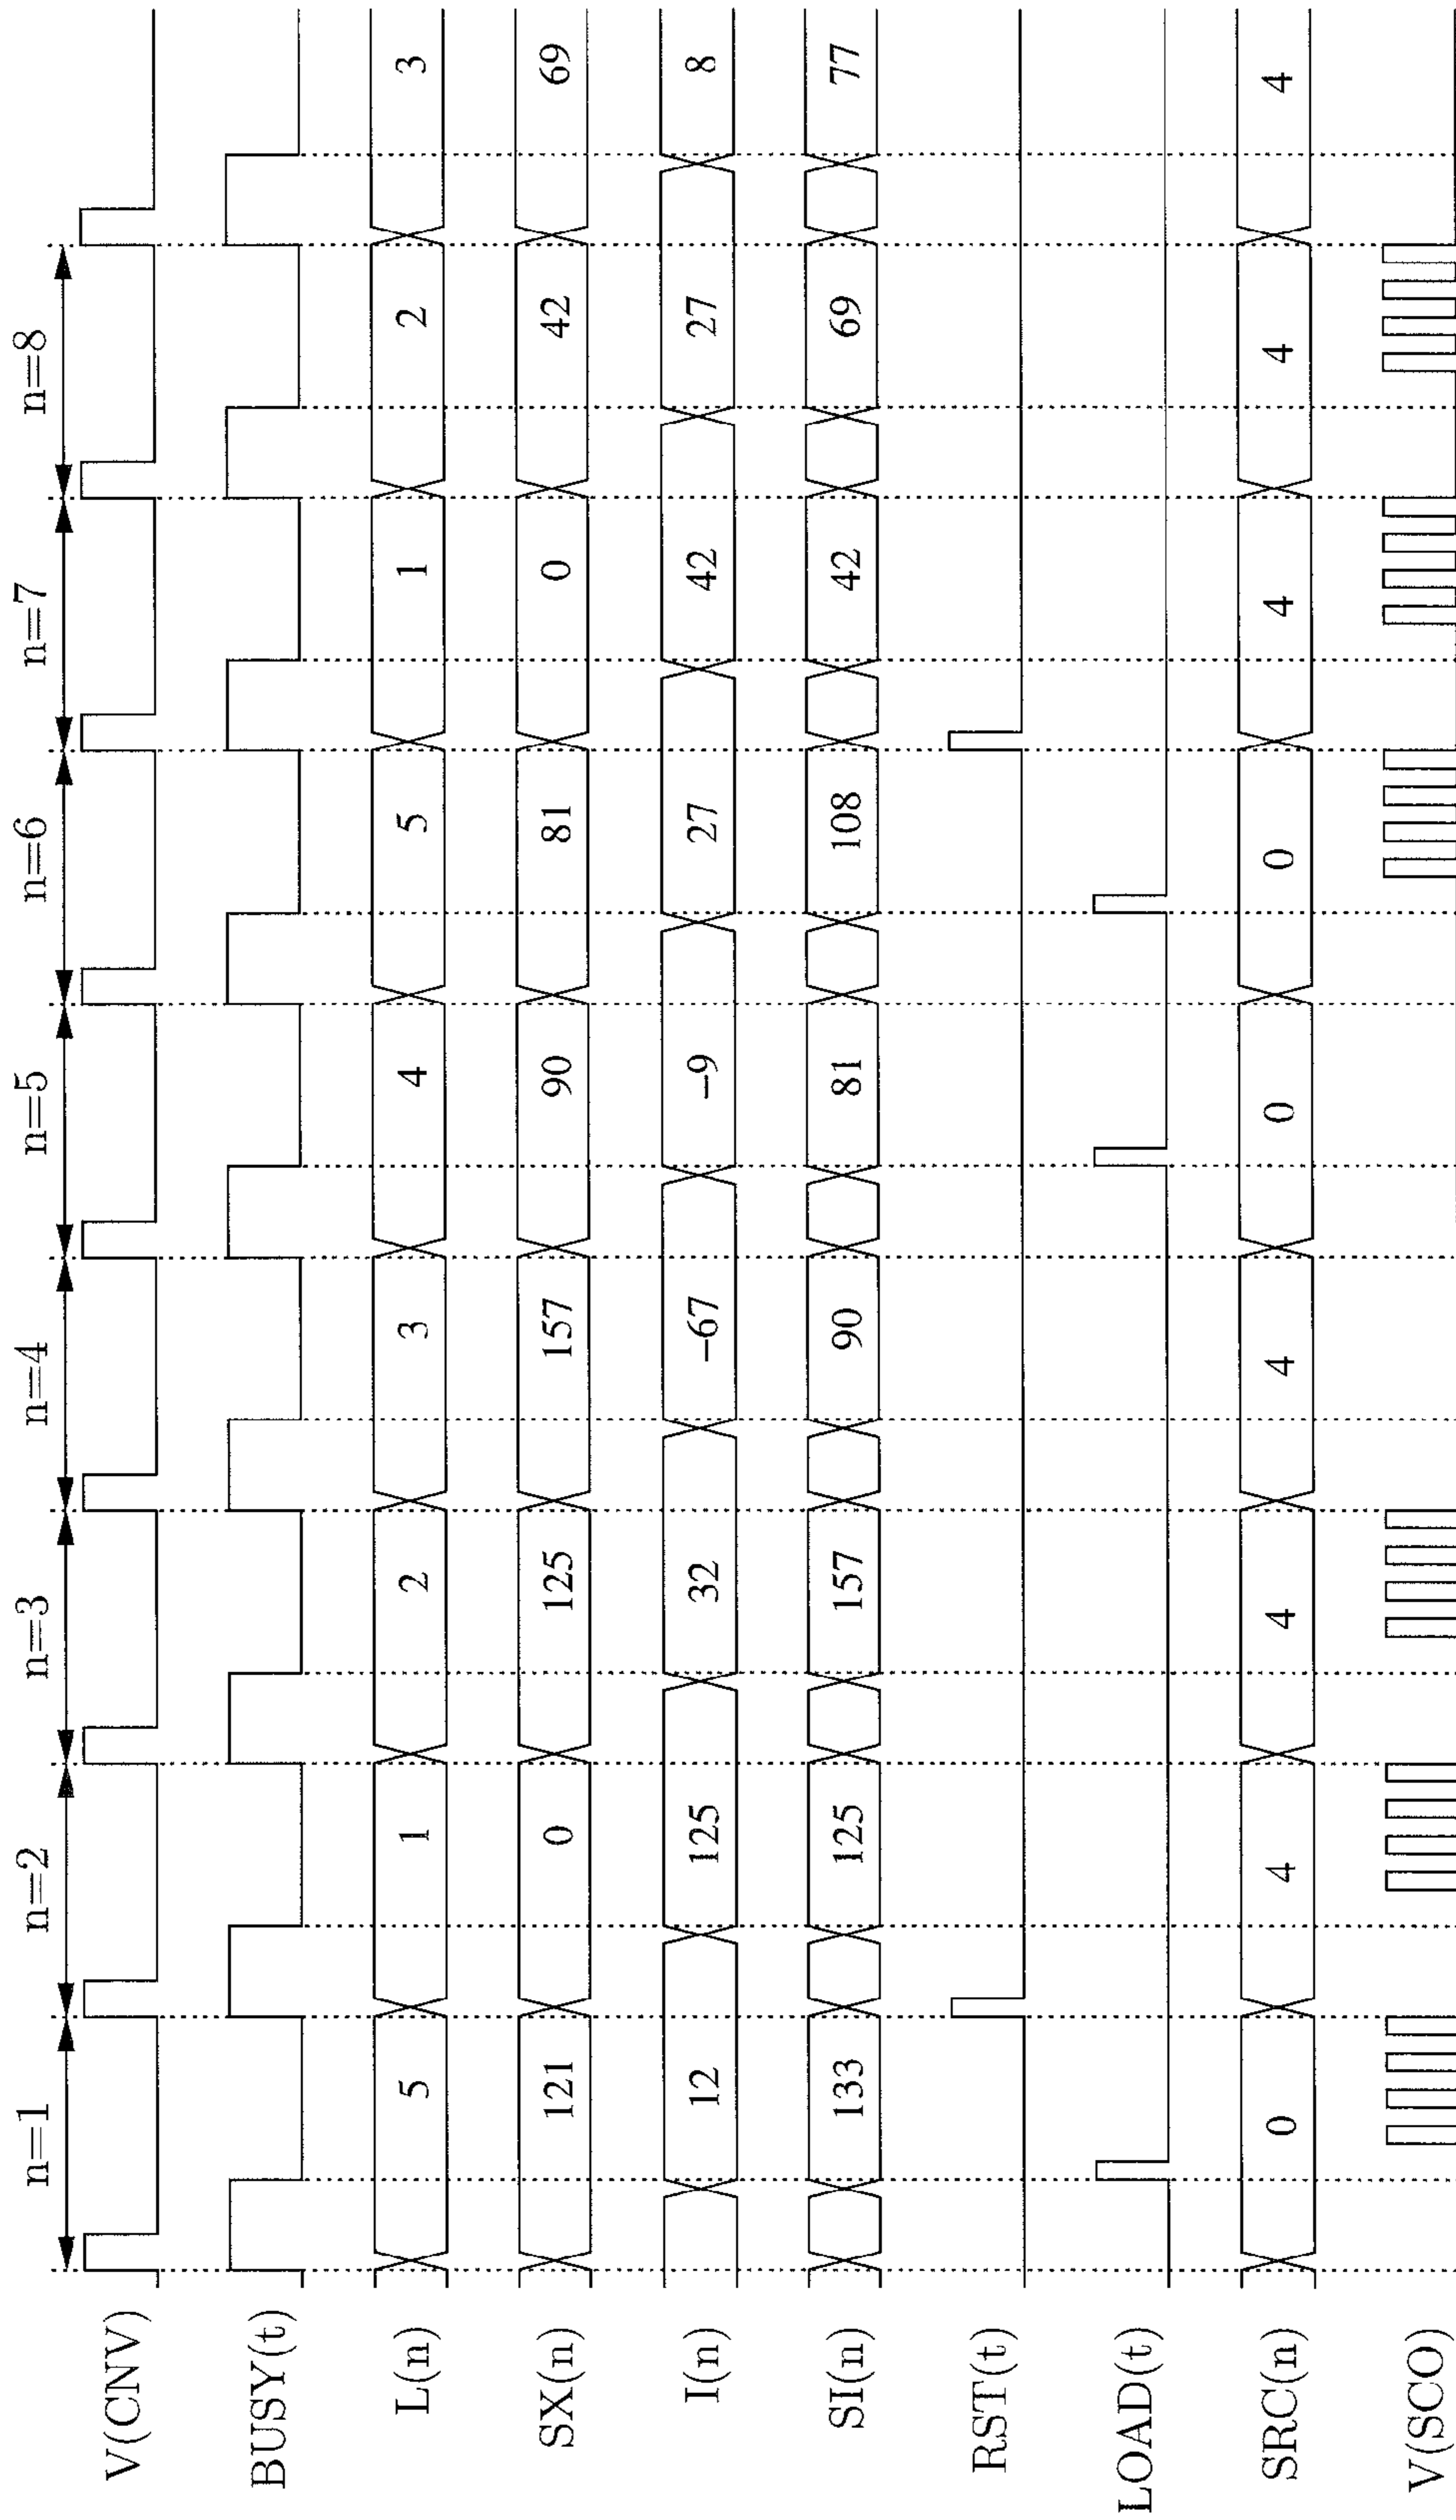 n=1 n=2 n=3 n=4 n=5 n=6 n=7 n=8
V(CNV)
BUSY(t)
L(n) 5 1 2 3 4 5 1 2 3
SX(n) 121 0 125 157 90 81 0 42 69
I(n) 12 125 32 –67 –9 27 42 27 8
SI(n) 133 125 157 90 81 108 42 69 77
RST(t)
LOAD(t)
SRC(n) 0 4 4 4 0 0 4 4 4
V(SCO)